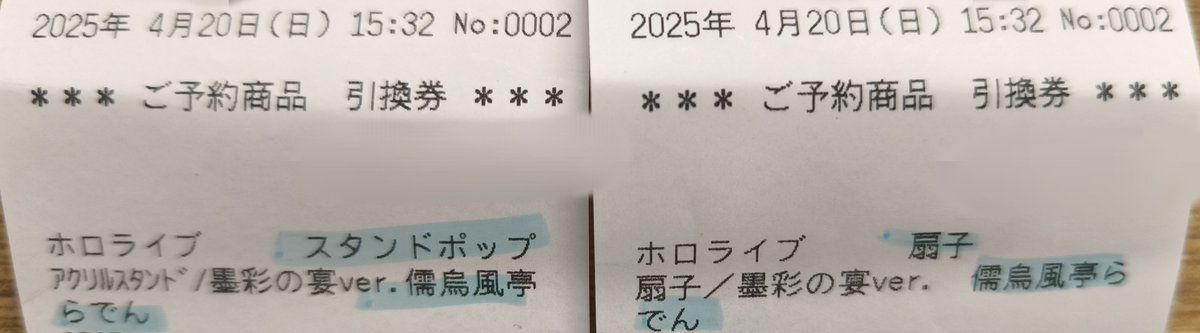 2025年 4月20日(日) 15:32 No:0002
*** ご予約商品 引換券 ***
ホロライブ スタンドポップ
ｱｸﾘﾙｽﾀﾝﾄﾞ/墨彩の宴ver.儒烏風亭
らでん
2025年 4月20日(日) 15:32 No:0002
*** ご予約商品 引換券 ***
ホロライブ 扇子
扇子／墨彩の宴ver. 儒烏風亭ら
でん